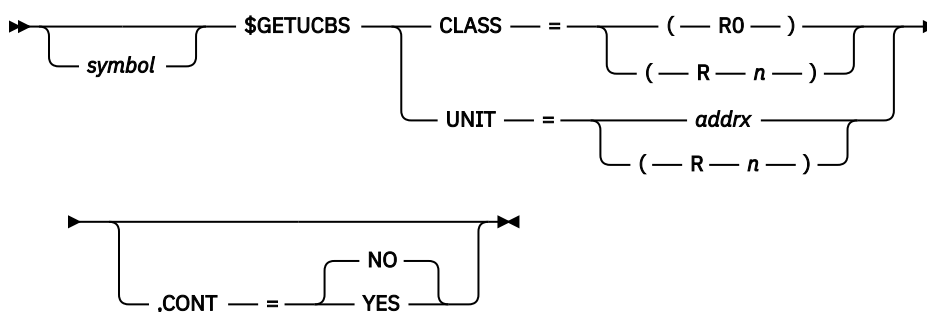 $GETUCBS CLASS = ( R0 )
symbol
( R n )
UNIT = addrx
( R n )
NO
,CONT = YES